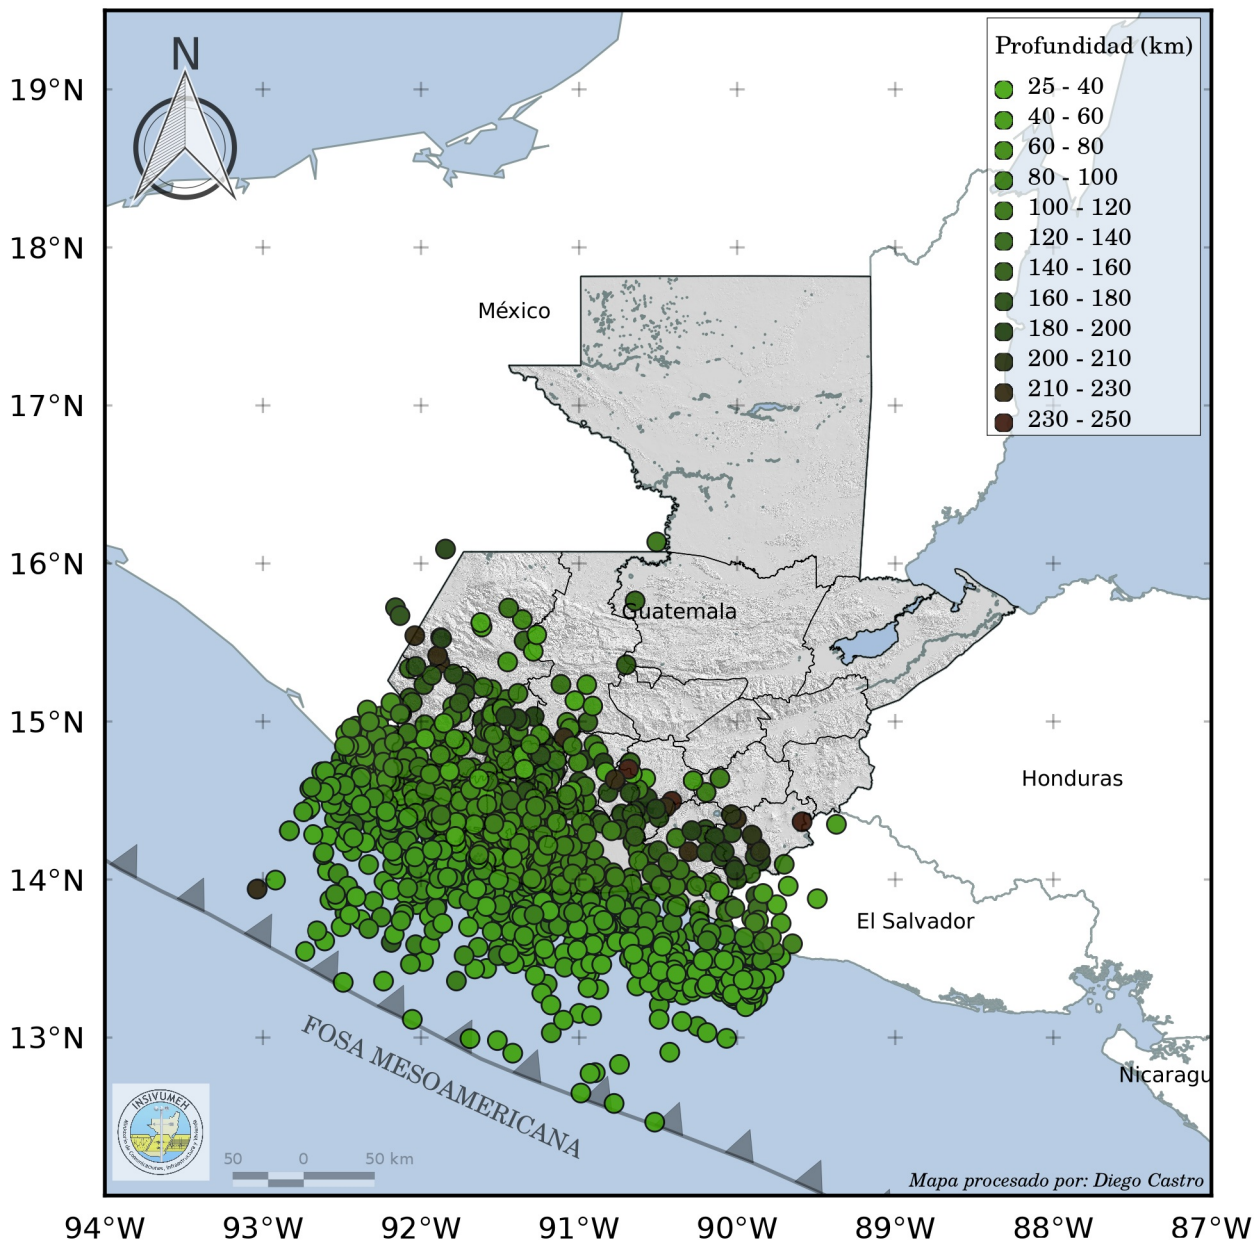 N
Profundidad (km)
25 - 40
40 - 60
60 - 80
80 - 100
100 - 120
120 - 140
140 - 160
160 - 180
180 - 200
200 - 210
210 - 230
230 - 250
19°N
18°N
17°N
16°N
15°N
14°N
13°N
México
Guatemala
Honduras
El Salvador
Nicaragu
FOSA MESOAMERICANA
INSIVUMEH
50 0 50 km
Mapa procesado por: Diego Castro
94°W 93°W 92°W 91°W 90°W 89°W 88°W 87°W